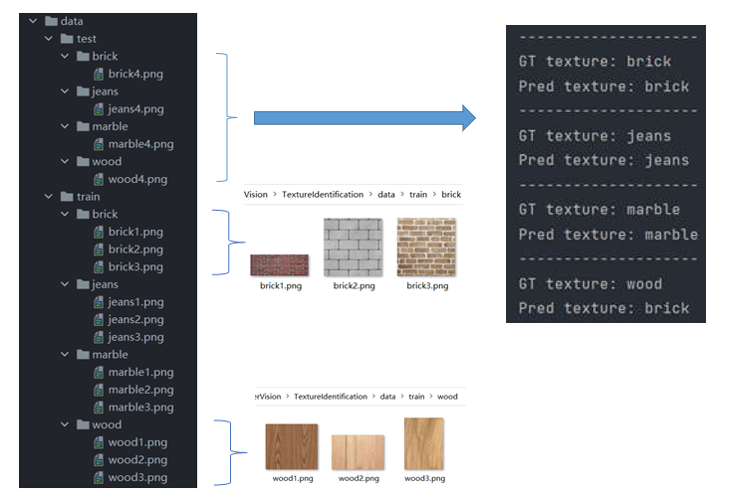 data
test
brick
brick4.png
jeans
jeans4.png
marble
marble4.png
wood
wood4.png
train
brick
brick1.png
brick2.png
brick3.png
jeans
jeans1.png
jeans2.png
jeans3.png
marble
marble1.png
marble2.png
marble3.png
wood
wood1.png
wood2.png
wood3.png
Vision > TextureIdentification > data > train > brick
brick1.png brick2.png brick3.png
erVision > TextureIdentification > data > train > wood
wood1.png wood2.png wood3.png
--------------------
GT texture: brick
Pred texture: brick
--------------------
GT texture: jeans
Pred texture: jeans
--------------------
GT texture: marble
Pred texture: marble
--------------------
GT texture: wood
Pred texture: brick